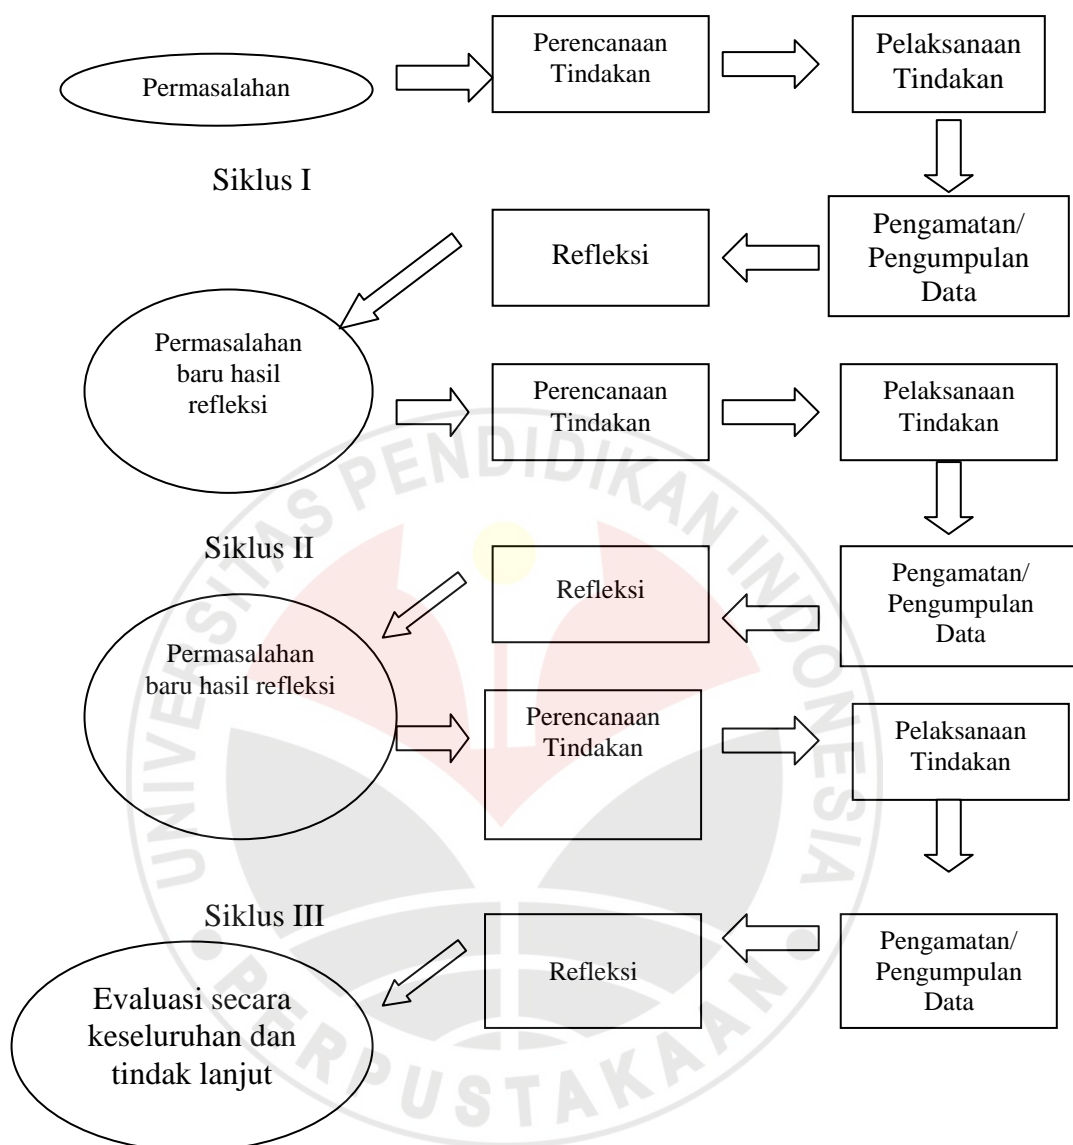 Permasalahan
Perencanaan
Tindakan
Pelaksanaan
Tindakan
Siklus I
Refleksi
Pengamatan/
Pengumpulan
Data
Permasalahan
baru hasil
refleksi
Perencanaan
Tindakan
Pelaksanaan
Tindakan
Siklus II
Refleksi
Pengamatan/
Pengumpulan
Data
Permasalahan
baru hasil refleksi
Perencanaan
Tindakan
Pelaksanaan
Tindakan
Siklus III
Refleksi
Pengamatan/
Pengumpulan
Data
Evaluasi secara
keseluruhan dan
tindak lanjut
UNIVERSITAS PENDIDIKAN INDONESIA
PERPUSTAKAAN